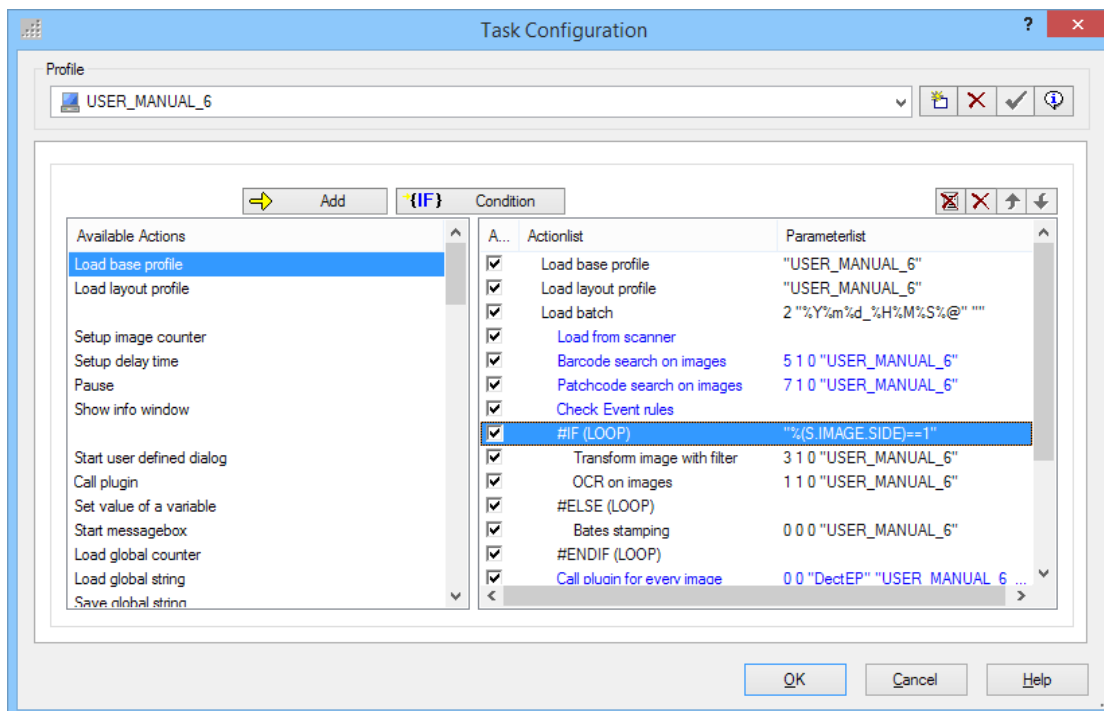 Task Configuration
?
Profile
USER_MANUAL_6
Add
{IF} Condition
Available Actions
Load base profile
Load layout profile
Setup image counter
Setup delay time
Pause
Show info window
Start user defined dialog
Call plugin
Set value of a variable
Start messagebox
Load global counter
Load global string
Save global string
A... Actionlist Parameterlist
Load base profile "USER_MANUAL_6"
Load layout profile "USER_MANUAL_6"
Load batch 2 "%Y%m%d_%H%M%S%@" ""
Load from scanner
Barcode search on images 5 1 0 "USER_MANUAL_6"
Patchcode search on images 7 1 0 "USER_MANUAL_6"
Check Event rules
#IF (LOOP) "%(S.IMAGE.SIDE)==1"
Transform image with filter 3 1 0 "USER_MANUAL_6"
OCR on images 1 1 0 "USER_MANUAL_6"
#ELSE (LOOP)
Bates stamping 0 0 0 "USER_MANUAL_6"
#ENDIF (LOOP)
Call plugin for every image 0 0 "DectEP" "USER_MANUAL_6 ...
OK
Cancel
Help